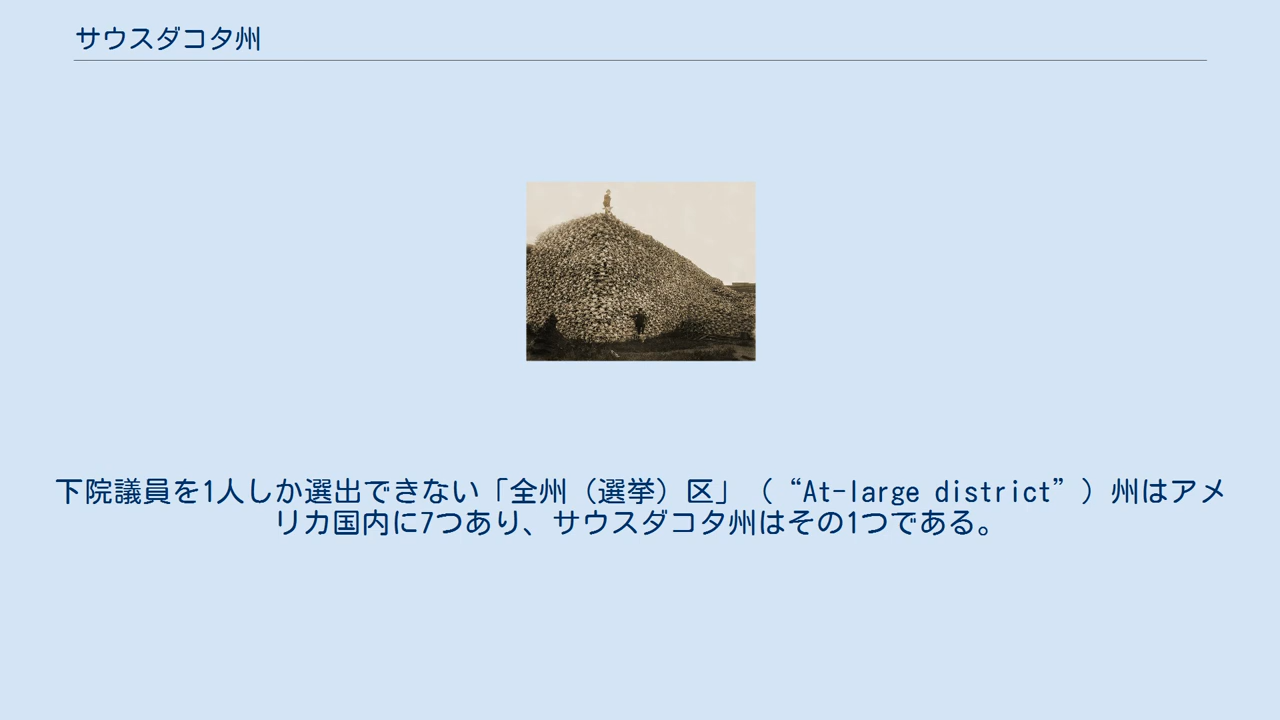 サウスダコタ州
下院議員を1人しか選出できない「全州（選挙）区」（“At-large district”）州はアメ
リカ国内に7つあり、サウスダコタ州はその1つである。